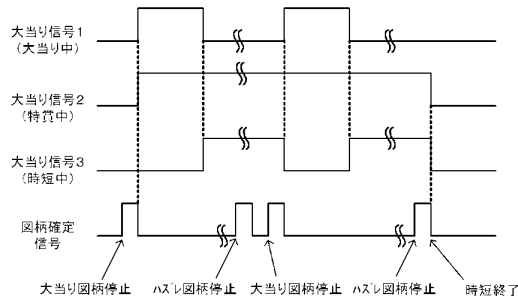 大当り信号1
(大当り中)
大当り信号2
(特賞中)
大当り信号3
(時短中)
図柄確定
信号
大当り図柄停止 ハズレ図柄停止 大当り図柄停止 ハズレ図柄停止 時短終了